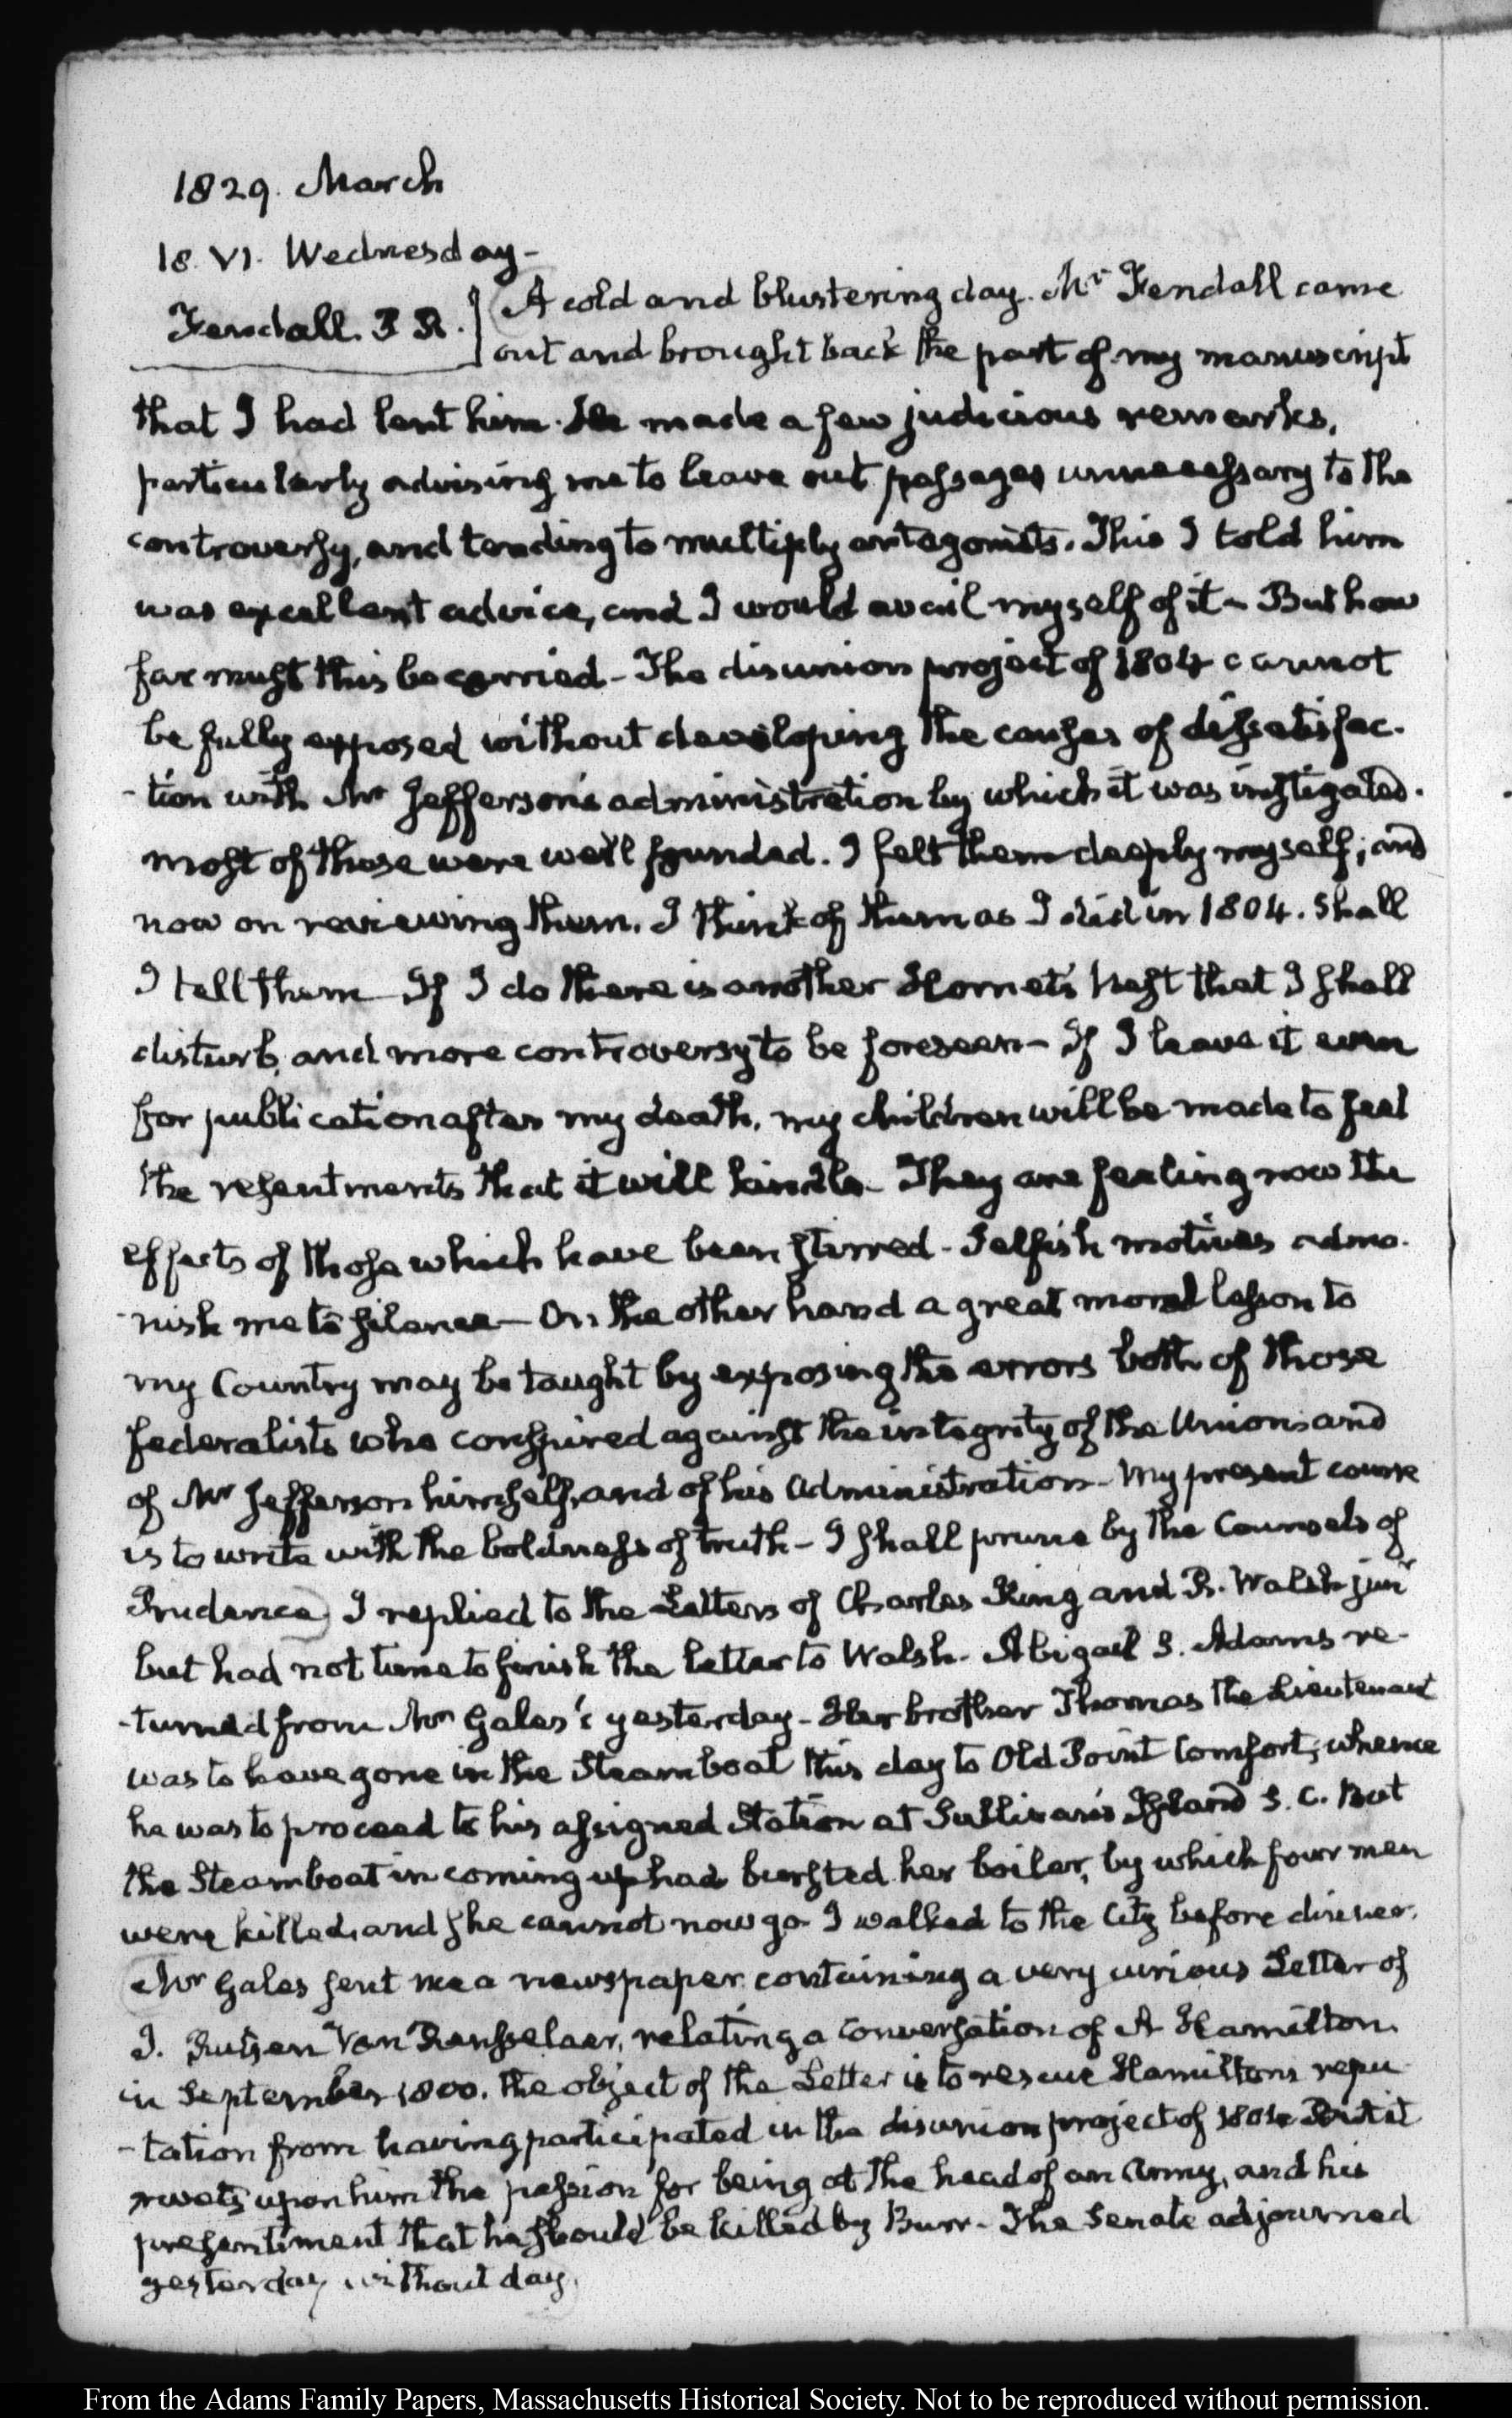 1829. March
18. VI. Wednesday-
Fendall. P R.
A cold and blustering day. Mr Fendall came
out and brought back the part of my manuscript
that I had lent him. He made a few judicious remarks,
particularly advising me to leave out passages unnecessary to the
controversy, and tending to multiply antagonists. This I told him
was excellent advice, and I would avail myself of it- But how
far must this be carried- The disunion project of 1804 cannot
be fully exposed without developing the causes of dissatisfac-
-tion with Mr Jefferson's administration by which it was instigated.
most of those were well founded. I felt them deeply myself; and
now on reviewing them, I think of them as I did in 1804. Shall
I tell them- If I do there is another Hornet's Nest that I shall
disturb, and more controversy to be foreseen- If I leave it even
for publication after my death, my children will be made to feel
the resentments that it will kindle- They are feeling now the
effects of those which have been stirred- Selfish motives admo-
-nish me to silence- On the other hand a great moral lesson to
my Country may be taught by exposing the errors both of those
federalists who conspired against the integrity of the Union and
of Mr Jefferson himself, and of his Administration- My present course
is to write with the boldness of truth- I shall prune by the Counsels of
Prudence. I replied to the Letters of Charles King and R. Walsh junr
but had not time to finish the letter to Walsh- Abigail S. Adams re-
-turned from Mrs Gales's yesterday- Her brother Thomas the Lieutenant
was to have gone in the Steamboat this day to Old Point Comfort, whence
he was to proceed to his assigned Station at Sullivan's Island S. C. But
the Steamboat in coming up had bursted her boiler, by which four men
were killed, and she cannot now go- I walked to the City before dinner.
Mr Gales sent me a newspaper containing a very curious Letter of
J. Rutsen Van Rensselaer, relating a conversation of A Hamilton
in September 1800. the object of the Letter is to rescue Hamilton's repu-
-tation from having participated in the disunion project of 1804 But it
rivets upon him the passion for being at the head of an Army, and his
presentiment that he should be killed by Burr- The Senate adjourned
yesterday without day.
From the Adams Family Papers, Massachusetts Historical Society. Not to be reproduced without permission.